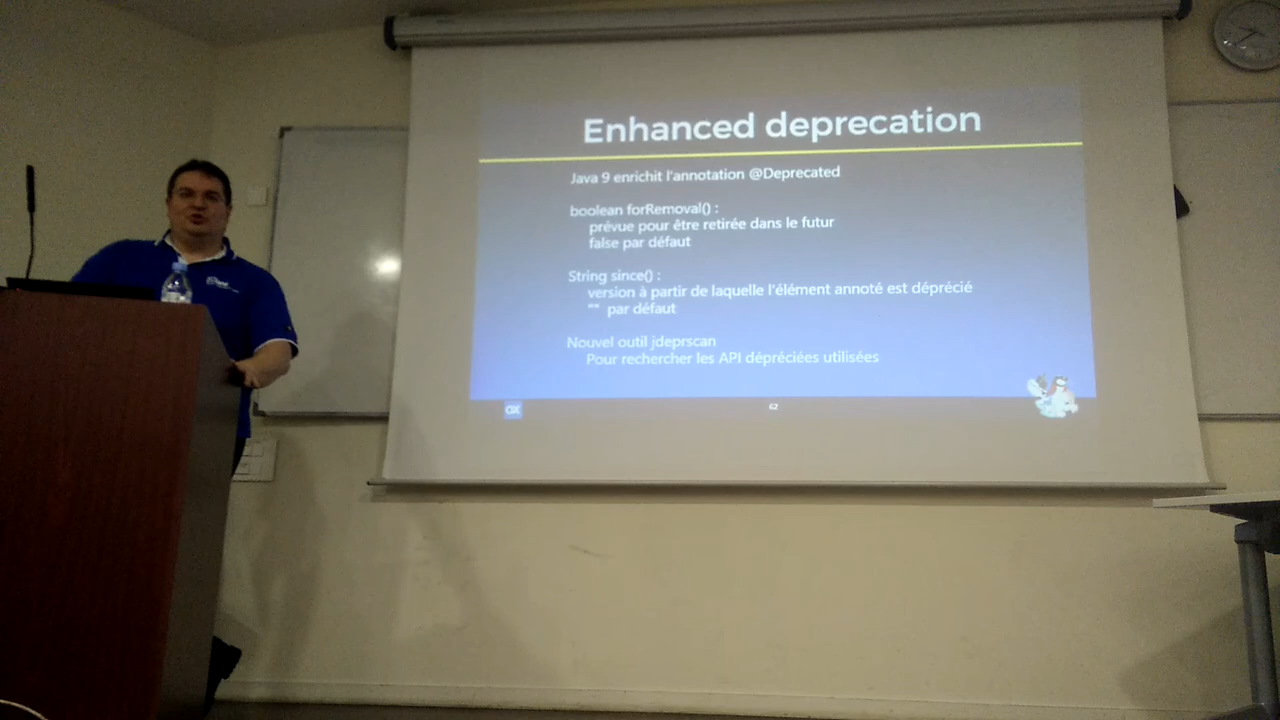 Enhanced deprecation
Java 9 enrichit l'annotation @Deprecated
boolean forRemoval() :
prévue pour être retirée dans le futur
false par défaut
String since() :
version à partir de laquelle l'élément annoté est déprécié
"" par défaut
Nouvel outil jdeprscan
Pour rechercher les API dépréciées utilisées
62